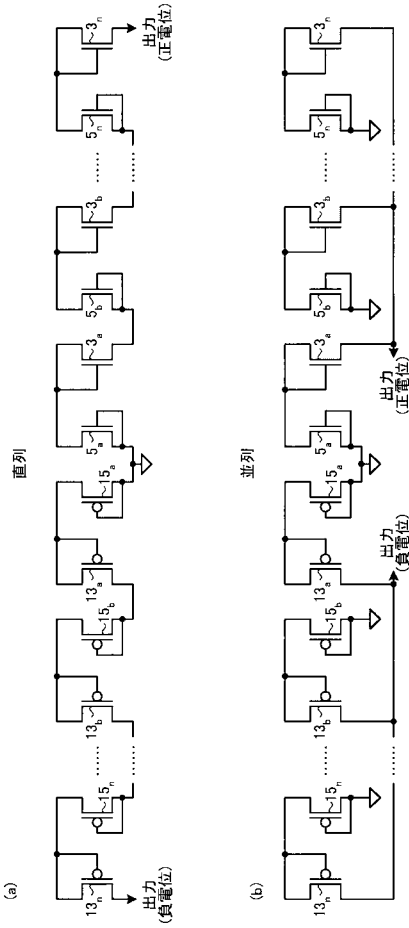 (a)
直列
13n
15n
......
13b
15b
13a
15a
5a
3a
5b
3b
......
5n
3n
出力
(負電位)
出力
(正電位)
(b)
並列
13n
15n
......
13b
15b
13a
15a
5a
3a
5b
3b
......
5n
3n
出力
(負電位)
出力
(正電位)